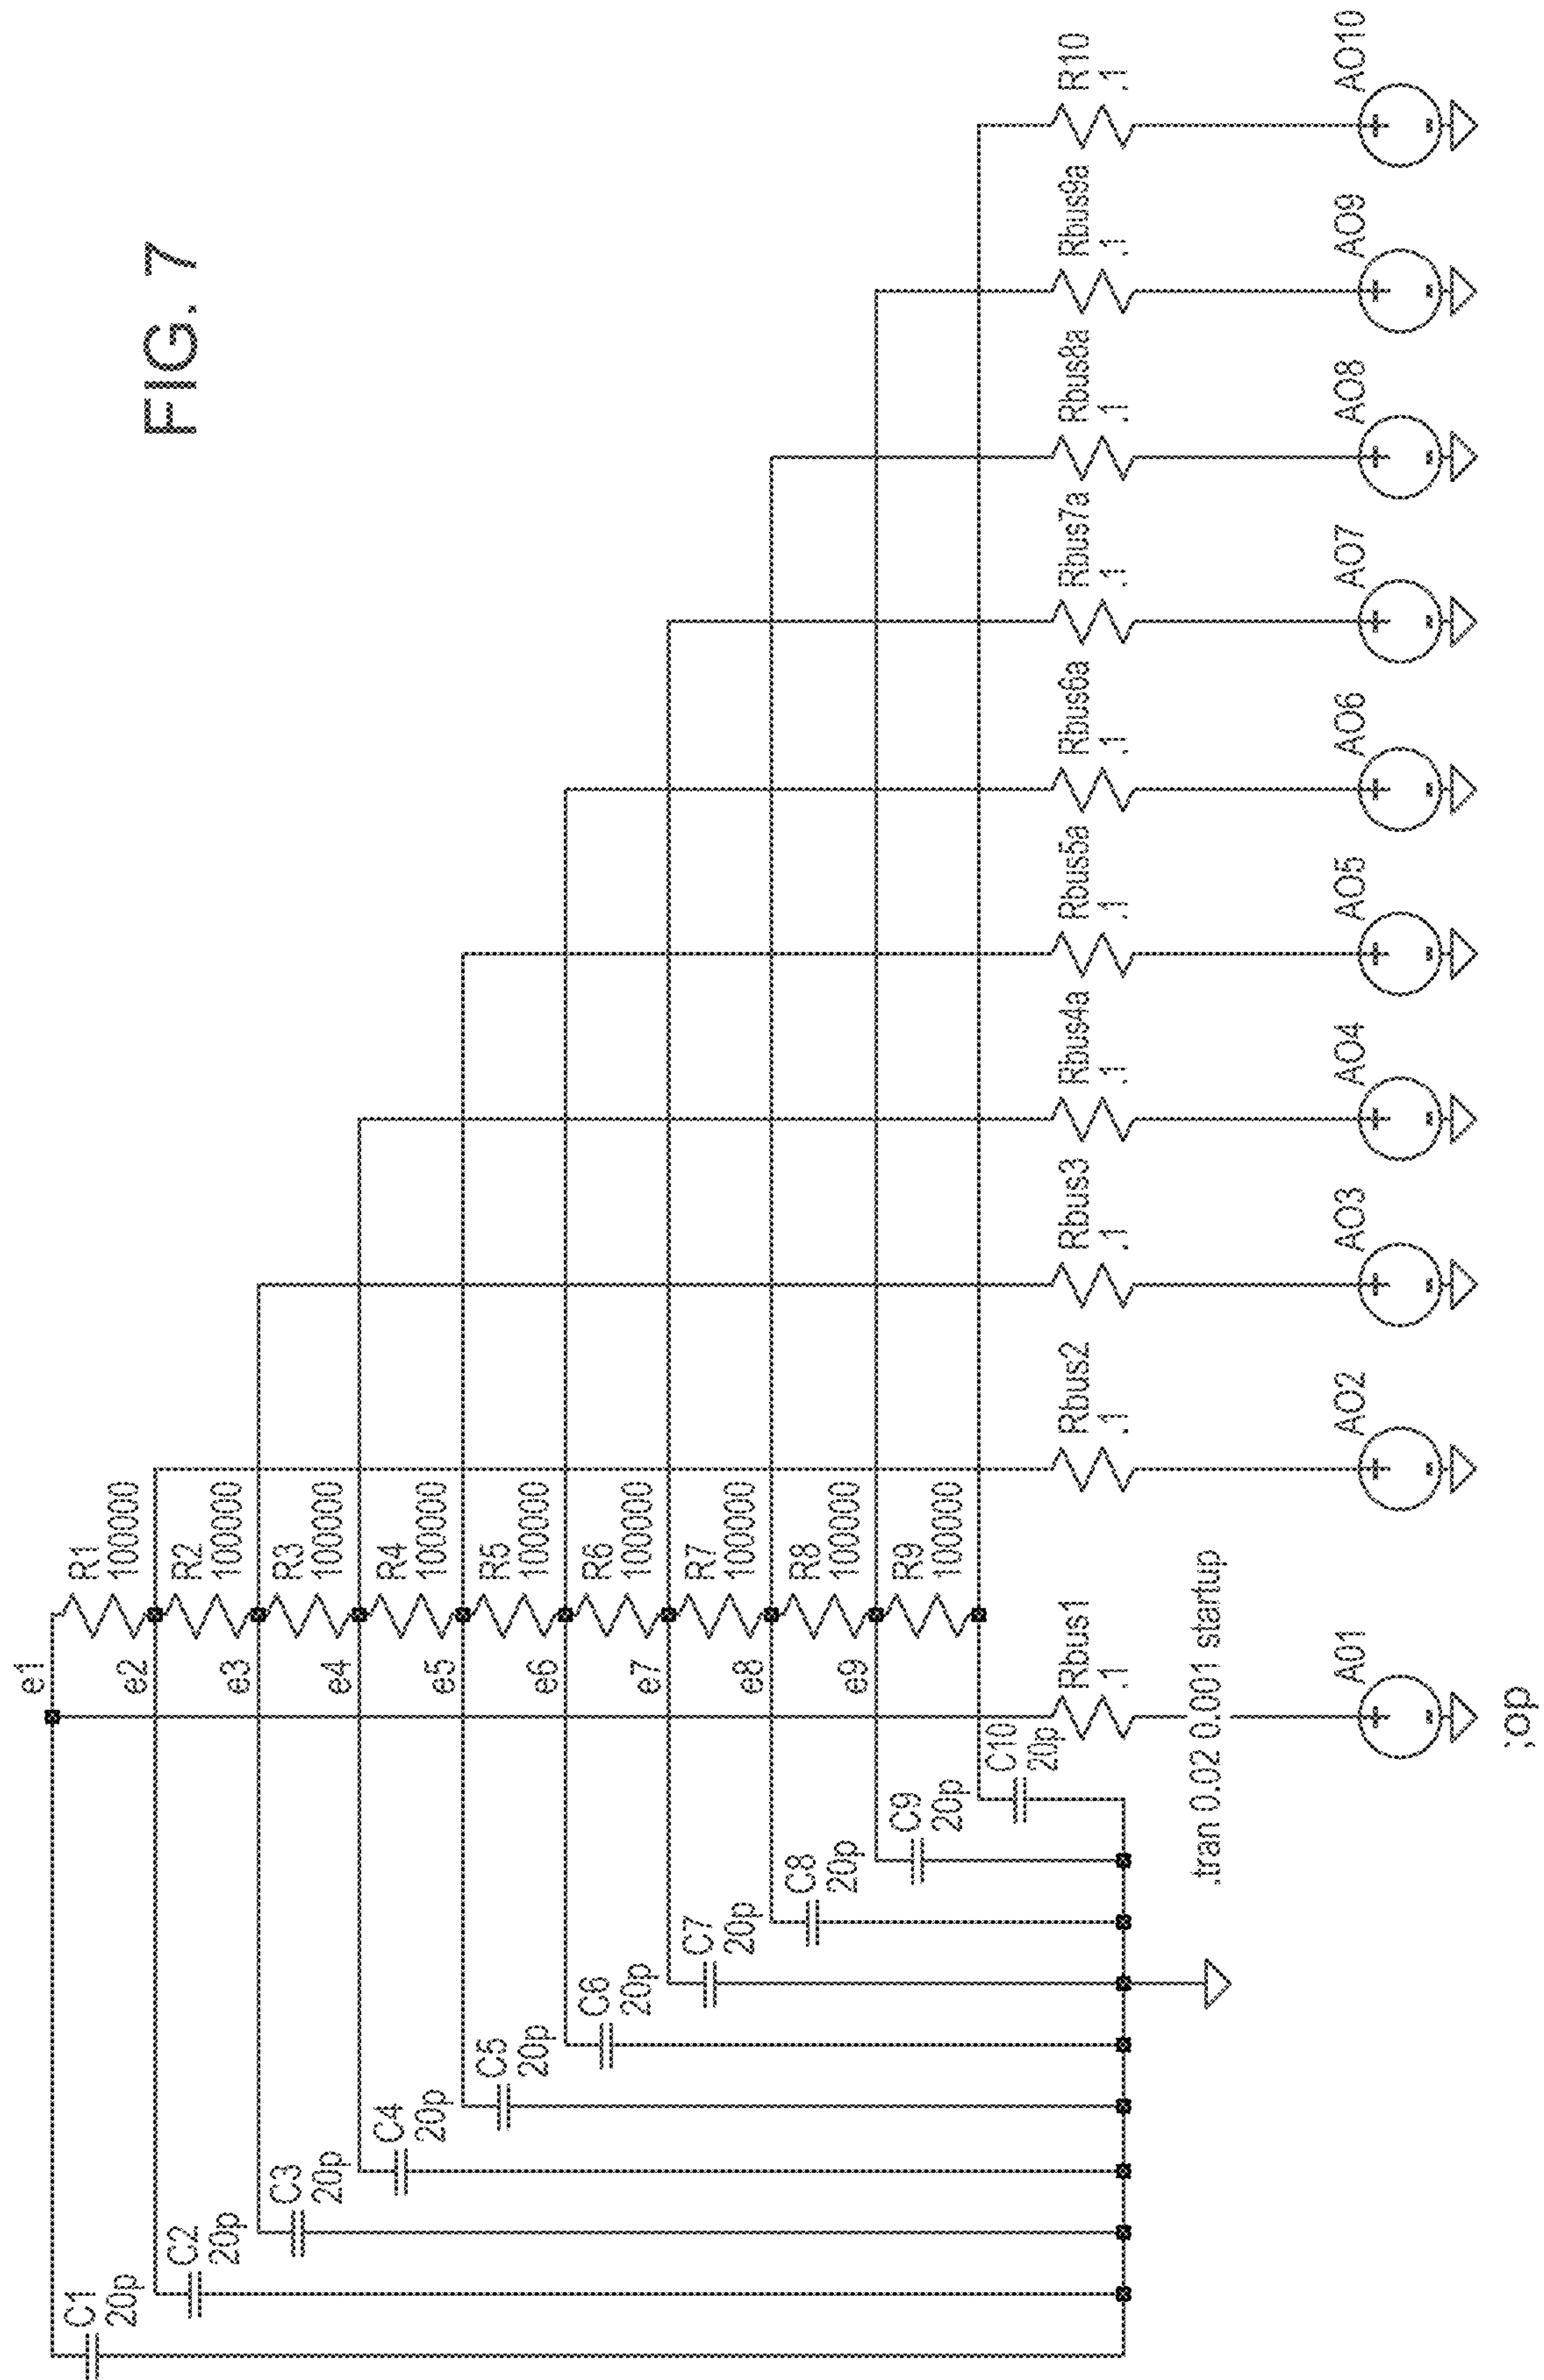 FIG. 7
e1
R1
100000
e2
R2
100000
e3
R3
100000
e4
R4
100000
e5
R5
100000
e6
R6
100000
e7
R7
100000
e8
R8
100000
e9
R9
100000
C1
20p
C2
20p
C3
20p
C4
20p
C5
20p
C6
20p
C7
20p
C8
20p
C9
20p
C10
20p
Rbus1
.1
Rbus2
.1
Rbus3
.1
Rbus4a
.1
Rbus5a
.1
Rbus6a
.1
Rbus7a
.1
Rbus8a
.1
Rbus9a
.1
R10
.1
.tran 0.02 0.001 startup
A01
+
-
AO2
+
-
AO3
+
-
AO4
+
-
AO5
+
-
AO6
+
-
AO7
+
-
AO8
+
-
AO9
+
-
AO10
+
-
;op